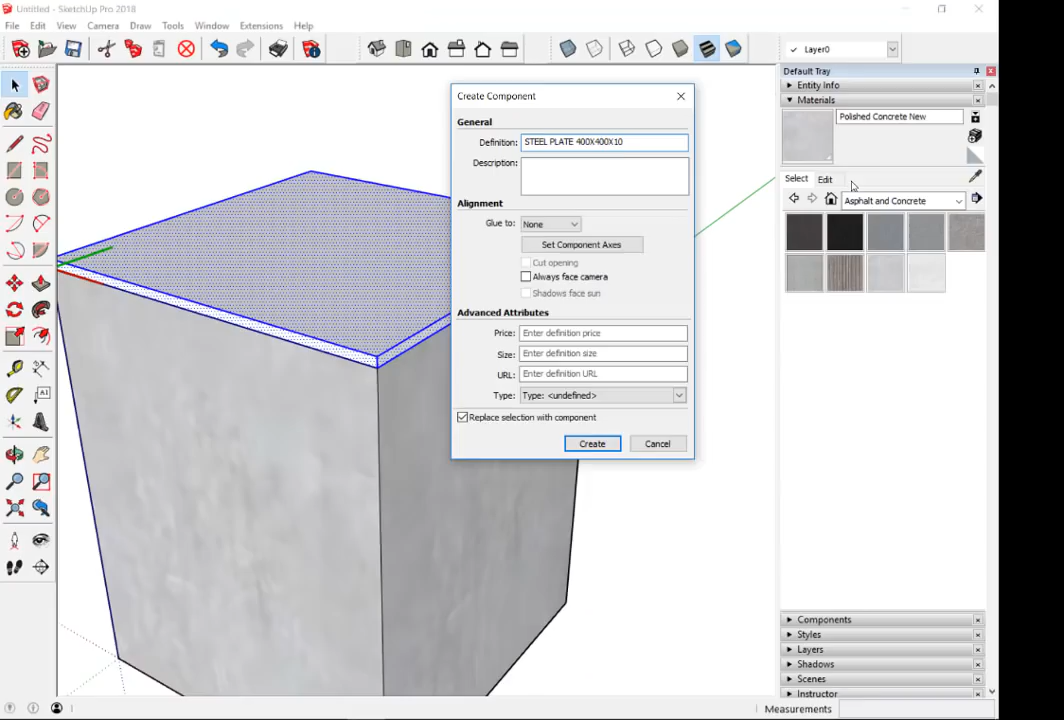 Untitled - SketchUp Pro 2018
File Edit View Camera Draw Tools Window Extensions Help
Layer0
Default Tray
Entity Info
Materials
Polished Concrete New
Select Edit
Asphalt and Concrete
Create Component
General
Definition: STEEL PLATE 400X400X10
Description:
Alignment
Glue to: None
Set Component Axes
Cut opening
Always face camera
Shadows face sun
Advanced Attributes
Price: Enter definition price
Size: Enter definition size
URL: Enter definition URL
Type: Type: <undefined>
Replace selection with component
Create Cancel
Components
Styles
Layers
Shadows
Scenes
Instructor
Measurements